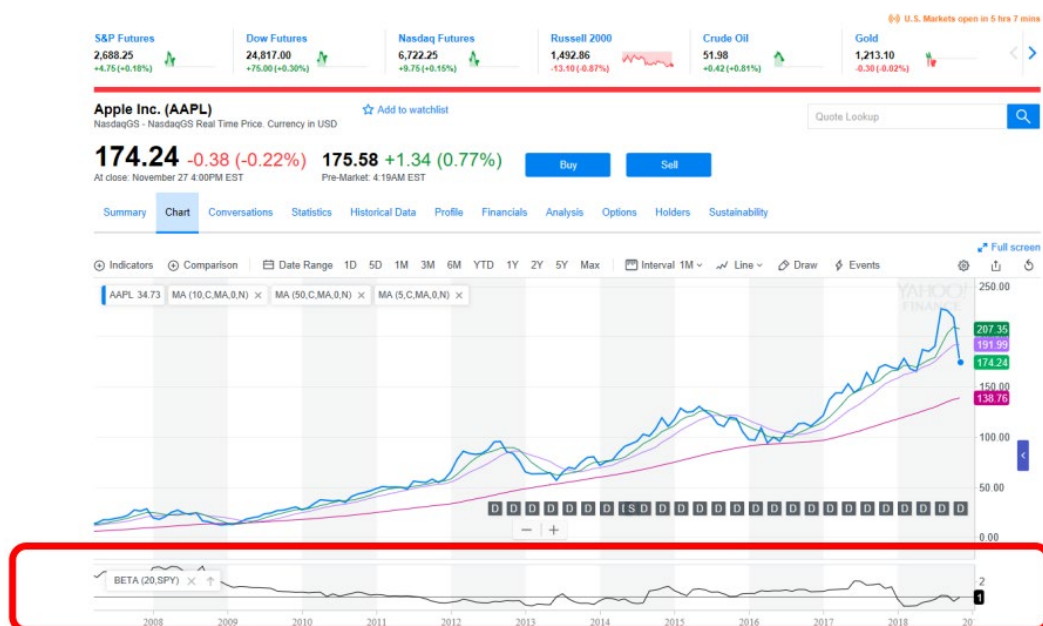 U.S. Markets open in 5 hrs 7 mins
S&P Futures
2,688.25
+4.75 (+0.18%)
Dow Futures
24,817.00
+75.00 (+0.30%)
Nasdaq Futures
6,722.25
+9.75 (+0.15%)
Russell 2000
1,492.86
-13.10 (-0.87%)
Crude Oil
51.98
+0.42 (+0.81%)
Gold
1,213.10
-0.30 (-0.02%)
Apple Inc. (AAPL)
Add to watchlist
NasdaqGS - NasdaqGS Real Time Price. Currency in USD
Quote Lookup
174.24 -0.38 (-0.22%)
At close: November 27 4:00PM EST
175.58 +1.34 (0.77%)
Pre-Market: 4:19AM EST
Buy
Sell
Summary Chart Conversations Statistics Historical Data Profile Financials Analysis Options Holders Sustainability
Full screen
Indicators Comparison Date Range 1D 5D 1M 3M 6M YTD 1Y 2Y 5Y Max Interval 1M Line Draw Events
AAPL 34.73 MA (10,C,MA,0,N) × MA (50,C,MA,0,N) × MA (5,C,MA,0,N) ×
YAHOO!
FINANCE
250.00
207.35
191.99
174.24
150.00
138.76
100.00
50.00
D D D D D D D I S D D D D D D D D D D D D D D D D D
0.00
BETA (20,SPY) ×
2
1
2008 2009 2010 2011 2012 2013 2014 2015 2016 2017 2018 20